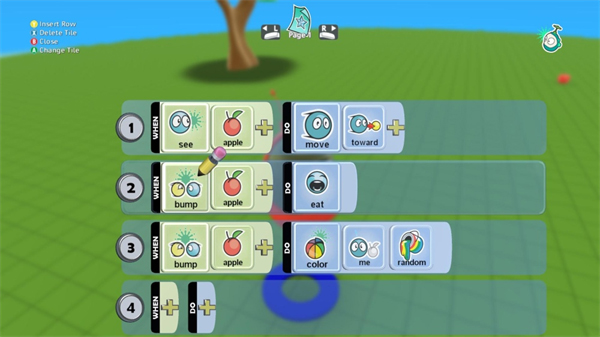 Y Insert Row
X Delete Tile
B Close
A Change Tile
L Page 1 R
1 WHEN see apple DO move toward
2 WHEN bump apple DO eat
3 WHEN bump apple DO color me random
4 WHEN DO